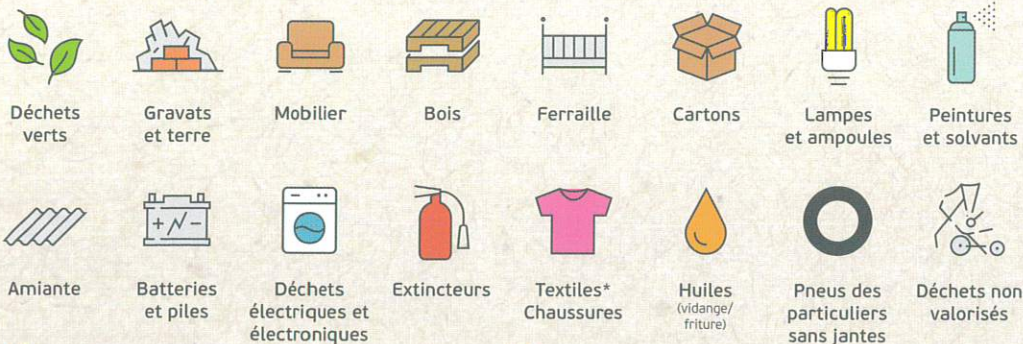 Déchets
verts
Gravats
et terre
Mobilier
Bois
Ferraille
Cartons
Lampes
et ampoules
Peintures
et solvants
Amiante
+ -
Batteries
et piles
Déchets
électriques et
électroniques
Extincteurs
Textiles*
Chaussures
Huiles
(vidange/
friture)
Pneus des
particuliers
sans jantes
Déchets non
valorisés